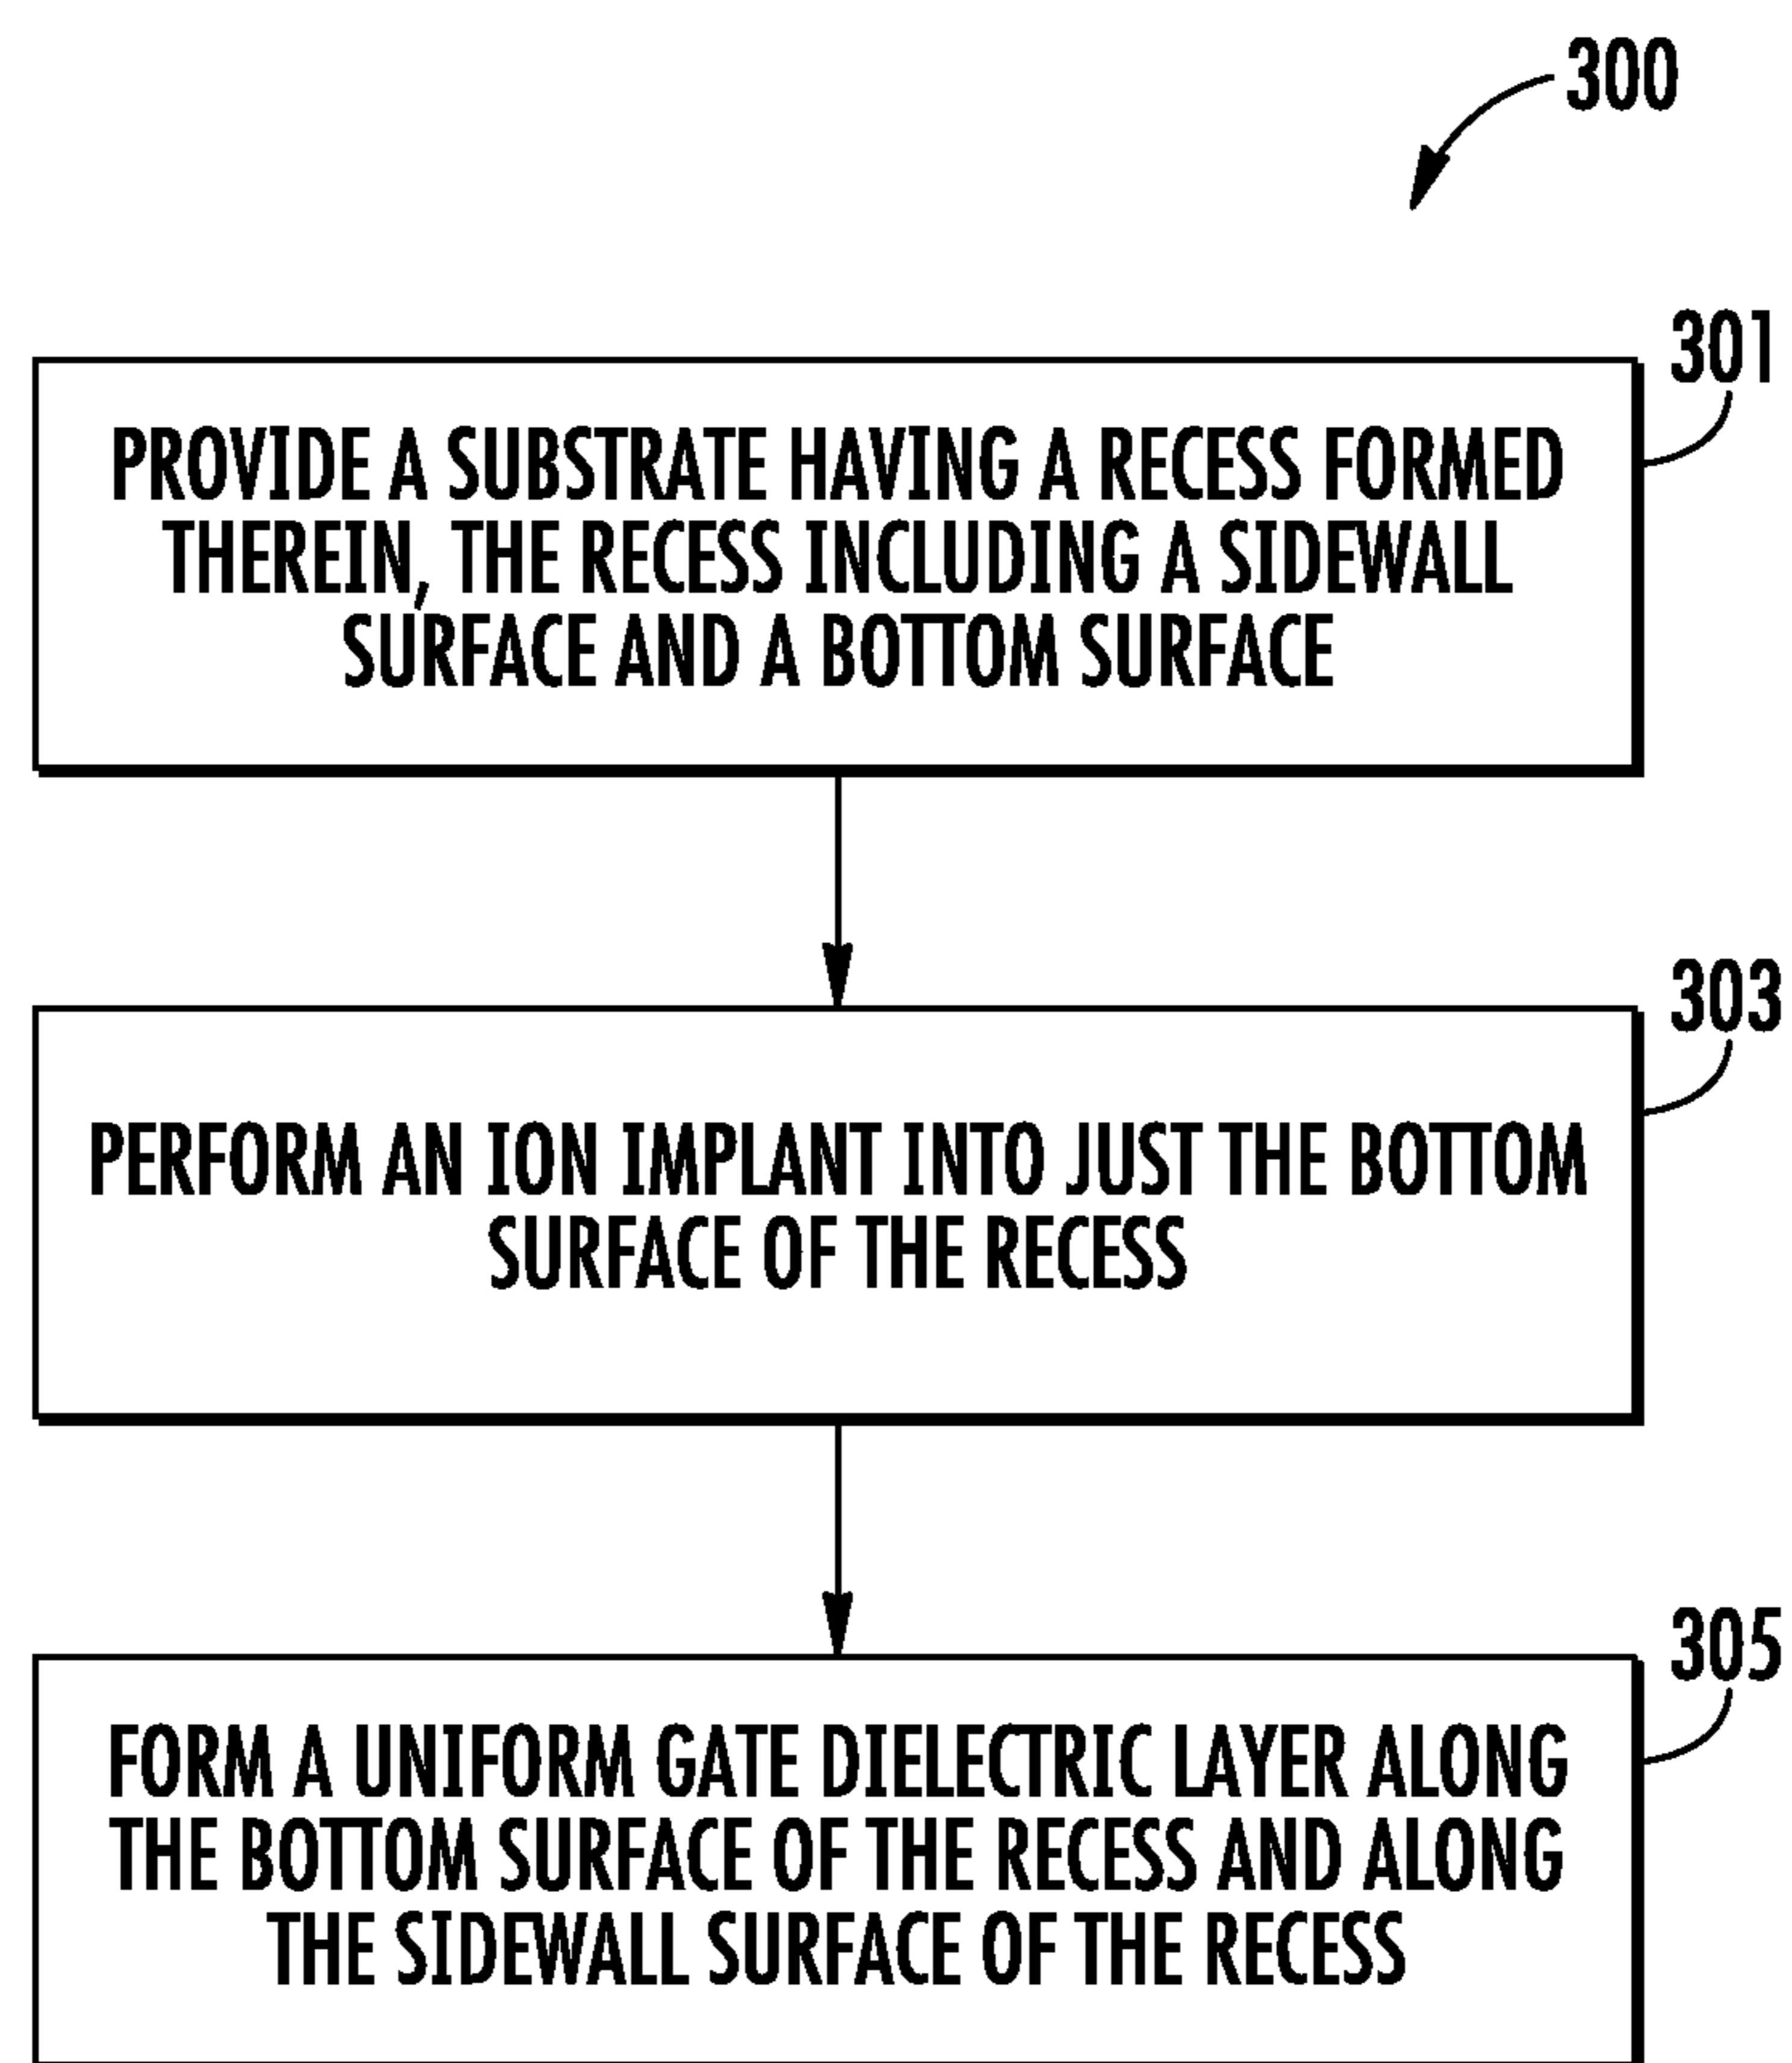 300
301
PROVIDE A SUBSTRATE HAVING A RECESS FORMED
THEREIN, THE RECESS INCLUDING A SIDEWALL
SURFACE AND A BOTTOM SURFACE
303
PERFORM AN ION IMPLANT INTO JUST THE BOTTOM
SURFACE OF THE RECESS
305
FORM A UNIFORM GATE DIELECTRIC LAYER ALONG
THE BOTTOM SURFACE OF THE RECESS AND ALONG
THE SIDEWALL SURFACE OF THE RECESS